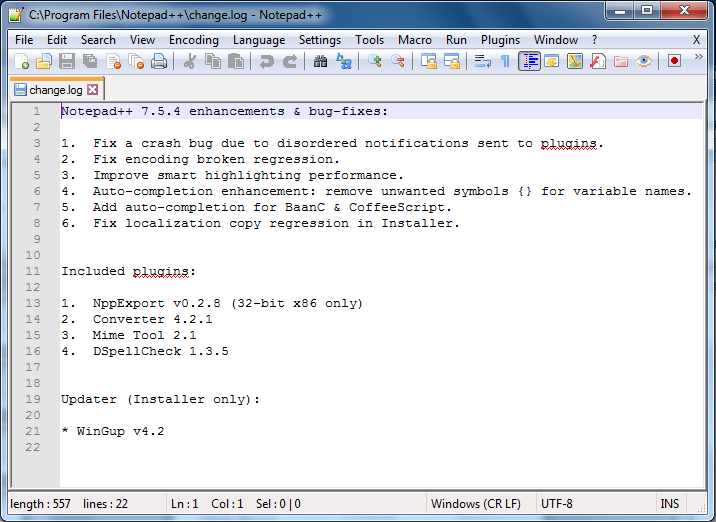 C:\Program Files\Notepad++\change.log - Notepad++
File Edit Search View Encoding Language Settings Tools Macro Run Plugins Window ? X
change.log
1 Notepad++ 7.5.4 enhancements & bug-fixes:
2
3 1. Fix a crash bug due to disordered notifications sent to plugins.
4 2. Fix encoding broken regression.
5 3. Improve smart highlighting performance.
6 4. Auto-completion enhancement: remove unwanted symbols {} for variable names.
7 5. Add auto-completion for BaanC & CoffeeScript.
8 6. Fix localization copy regression in Installer.
9
10
11 Included plugins:
12
13 1. NppExport v0.2.8 (32-bit x86 only)
14 2. Converter 4.2.1
15 3. Mime Tool 2.1
16 4. DSpellCheck 1.3.5
17
18
19 Updater (Installer only):
20
21 * WinGup v4.2
22
length : 557 lines : 22 Ln : 1 Col : 1 Sel : 0 | 0 Windows (CR LF) UTF-8 INS